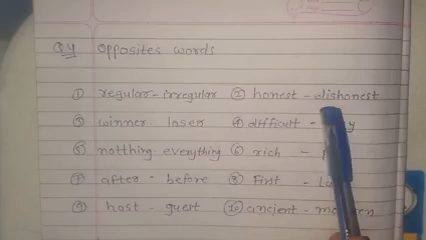 Q4 Opposites words
① regular - irregular ② honest - dishonest
③ winner - loser ④ difficult -
⑤ notthing - everything ⑥ rich -
⑦ after - before ⑧ First -
⑨ host - guest ⑩ ancient -